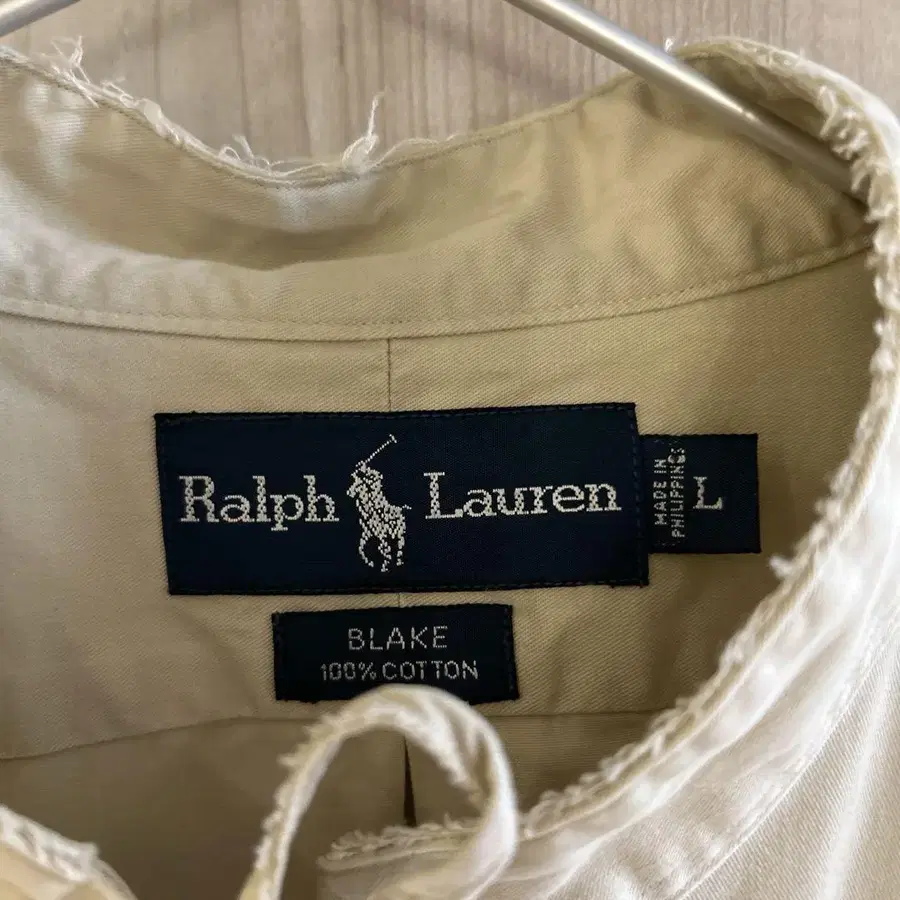 Ralph Lauren
MADE IN
PHILIPPINES
L
BLAKE
100% COTTON